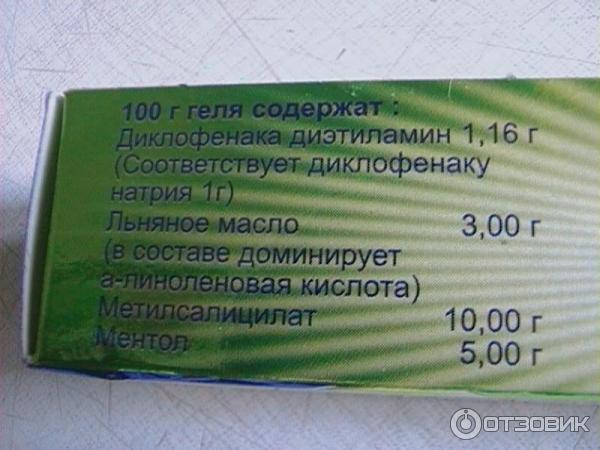 100 г геля содержат :
Диклофенака диэтиламин 1,16 г
(Соответствует диклофенаку
натрия 1г)
Льняное масло 3,00 г
(в составе доминирует
а-линоленовая кислота)
Метилсалицилат 10,00 г
Ментол 5,00 г
ОТЗОВИК